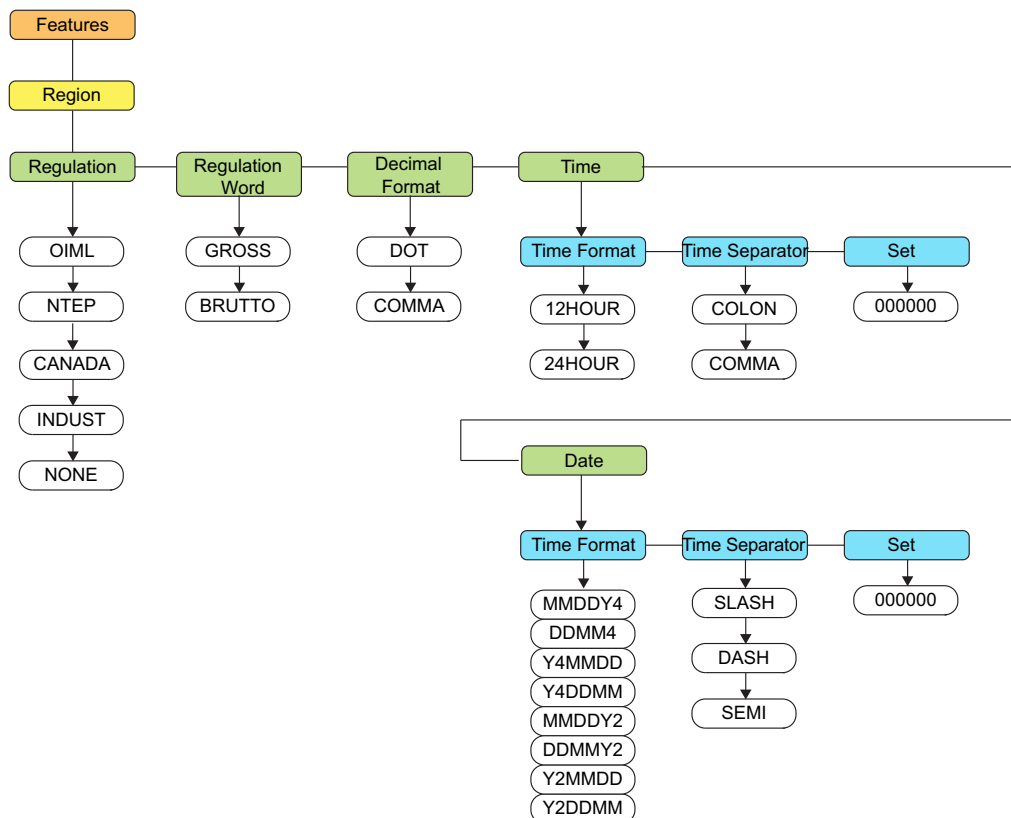 Features
Region
Regulation
OIML
NTEP
CANADA
INDUST
NONE
Regulation
Word
GROSS
BRUTTO
Decimal
Format
DOT
COMMA
Time
Time Format
12HOUR
24HOUR
Time Separator
COLON
COMMA
Set
000000
Date
Time Format
MMDDY4
DDMM4
Y4MMDD
Y4DDMM
MMDDY2
DDMMY2
Y2MMDD
Y2DDMM
Time Separator
SLASH
DASH
SEMI
Set
000000